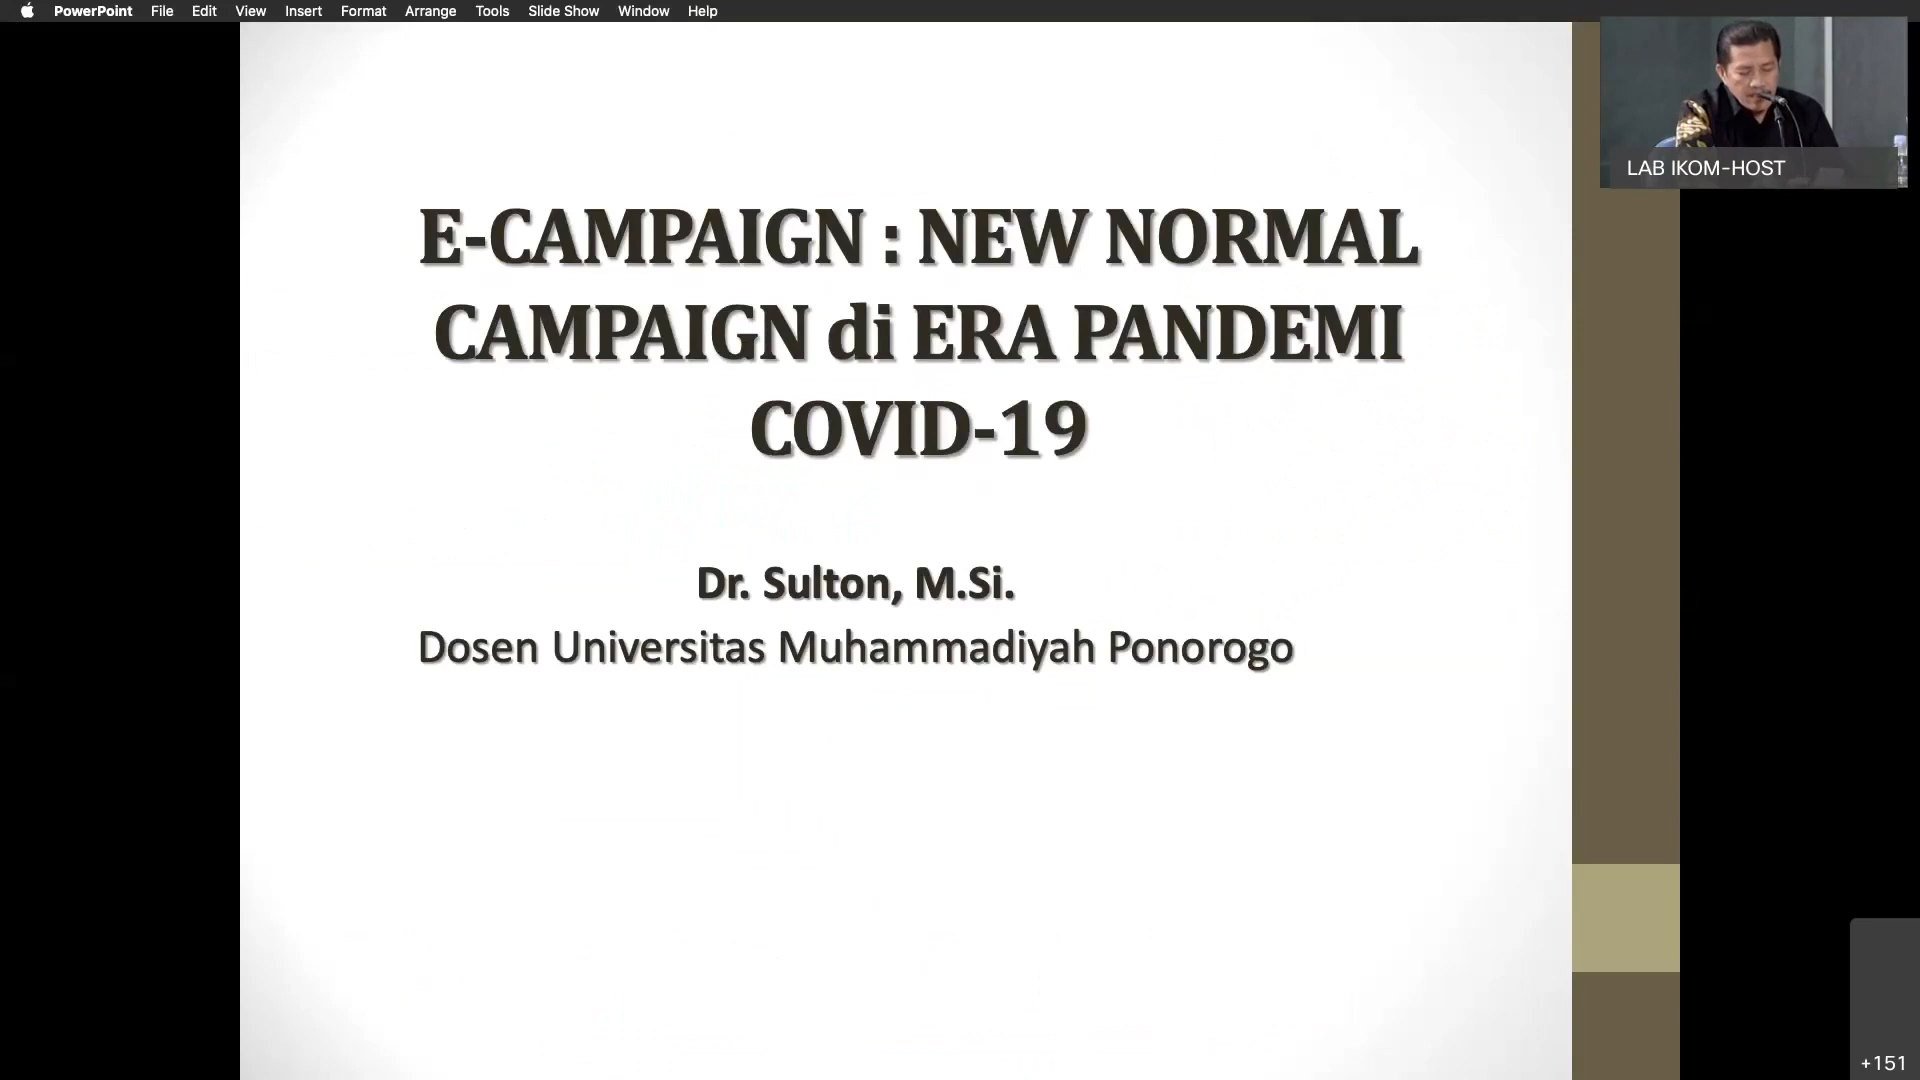 PowerPoint File Edit View Insert Format Arrange Tools Slide Show Window Help
LAB IKOM-HOST
E-CAMPAIGN : NEW NORMAL
CAMPAIGN di ERA PANDEMI
COVID-19
Dr. Sulton, M.Si.
Dosen Universitas Muhammadiyah Ponorogo
+151